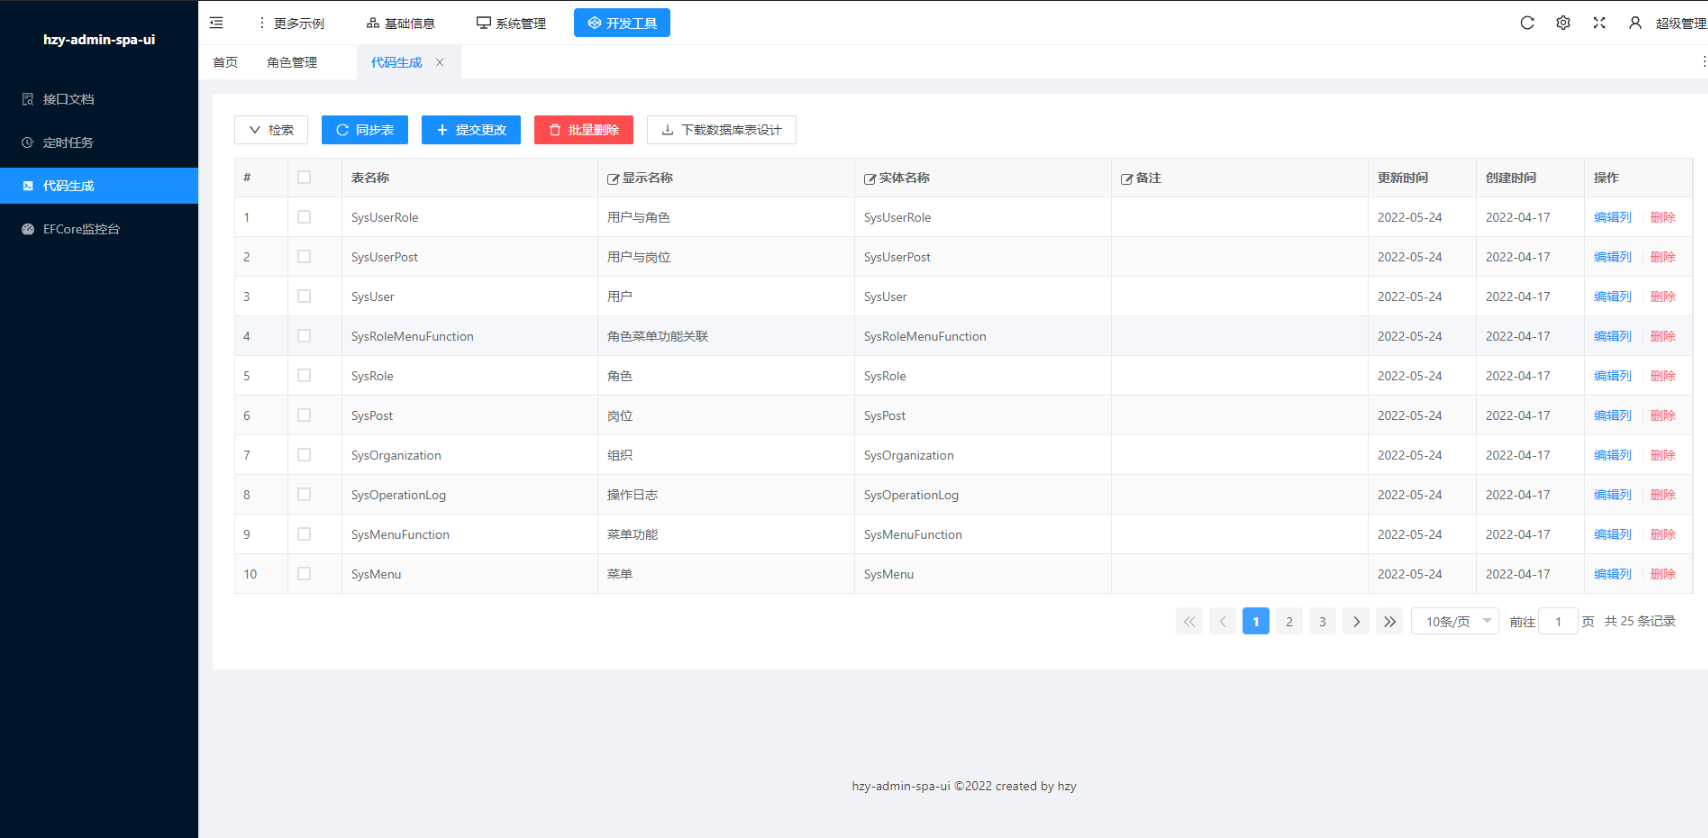 hzy-admin-spa-ui
接口文档
定时任务
代码生成
EFCore监控台
更多示例 基础信息 系统管理 开发工具 超级管理
首页 角色管理 代码生成
检索 同步表 提交更改 批量删除 下载数据库表设计
# 表名称 显示名称 实体名称 备注 更新时间 创建时间 操作
1 SysUserRole 用户与角色 SysUserRole 2022-05-24 2022-04-17 编辑列 删除
2 SysUserPost 用户与岗位 SysUserPost 2022-05-24 2022-04-17 编辑列 删除
3 SysUser 用户 SysUser 2022-05-24 2022-04-17 编辑列 删除
4 SysRoleMenuFunction 角色菜单功能关联 SysRoleMenuFunction 2022-05-24 2022-04-17 编辑列 删除
5 SysRole 角色 SysRole 2022-05-24 2022-04-17 编辑列 删除
6 SysPost 岗位 SysPost 2022-05-24 2022-04-17 编辑列 删除
7 SysOrganization 组织 SysOrganization 2022-05-24 2022-04-17 编辑列 删除
8 SysOperationLog 操作日志 SysOperationLog 2022-05-24 2022-04-17 编辑列 删除
9 SysMenuFunction 菜单功能 SysMenuFunction 2022-05-24 2022-04-17 编辑列 删除
10 SysMenu 菜单 SysMenu 2022-05-24 2022-04-17 编辑列 删除
1 2 3 10条/页 前往 1 页 共 25 条记录
hzy-admin-spa-ui ©2022 created by hzy